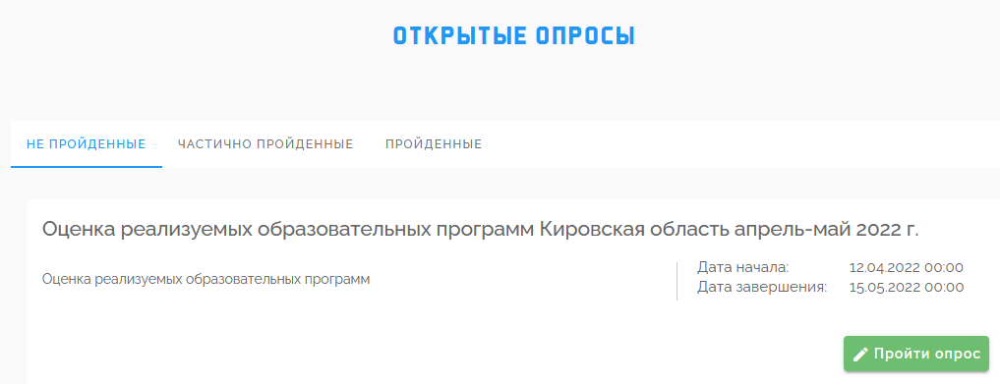 ОТКРЫТЫЕ ОПРОСЫ
НЕ ПРОЙДЕННЫЕ ЧАСТИЧНО ПРОЙДЕННЫЕ ПРОЙДЕННЫЕ
Оценка реализуемых образовательных программ Кировская область апрель-май 2022 г.
Оценка реализуемых образовательных программ
Дата начала: 12.04.2022 00:00
Дата завершения: 15.05.2022 00:00
Пройти опрос